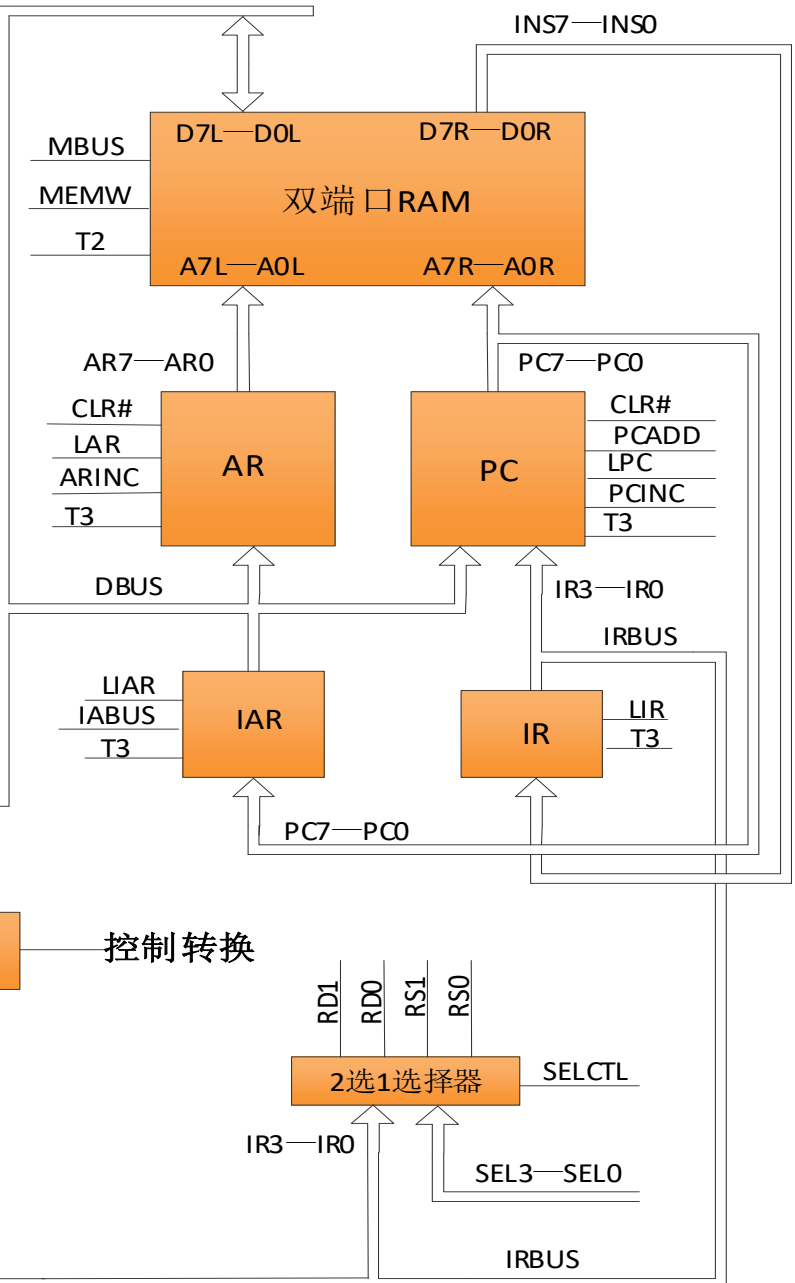 INS7—INS0
D7L—D0L
D7R—D0R
MBUS
MEMW
T2
双端口RAM
A7L—A0L
A7R—A0R
AR7—AR0
PC7—PC0
CLR#
LAR
ARINC
T3
AR
PC
CLR#
PCADD
LPC
PCINC
T3
DBUS
IR3—IR0
IRBUS
LIAR
IABUS
T3
IAR
IR
LIR
T3
PC7—PC0
控制转换
RD1
RD0
RS1
RS0
2选1选择器
SELCTL
IR3—IR0
SEL3—SEL0
IRBUS